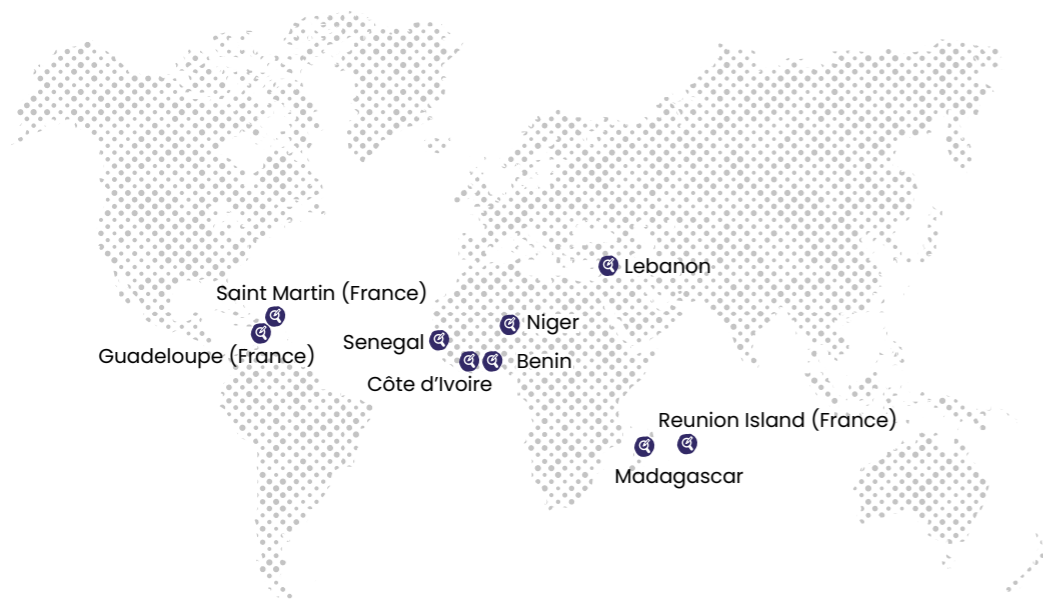 Lebanon
Saint Martin (France)
Niger
Senegal
Guadeloupe (France)
Benin
Côte d’Ivoire
Reunion Island (France)
Madagascar